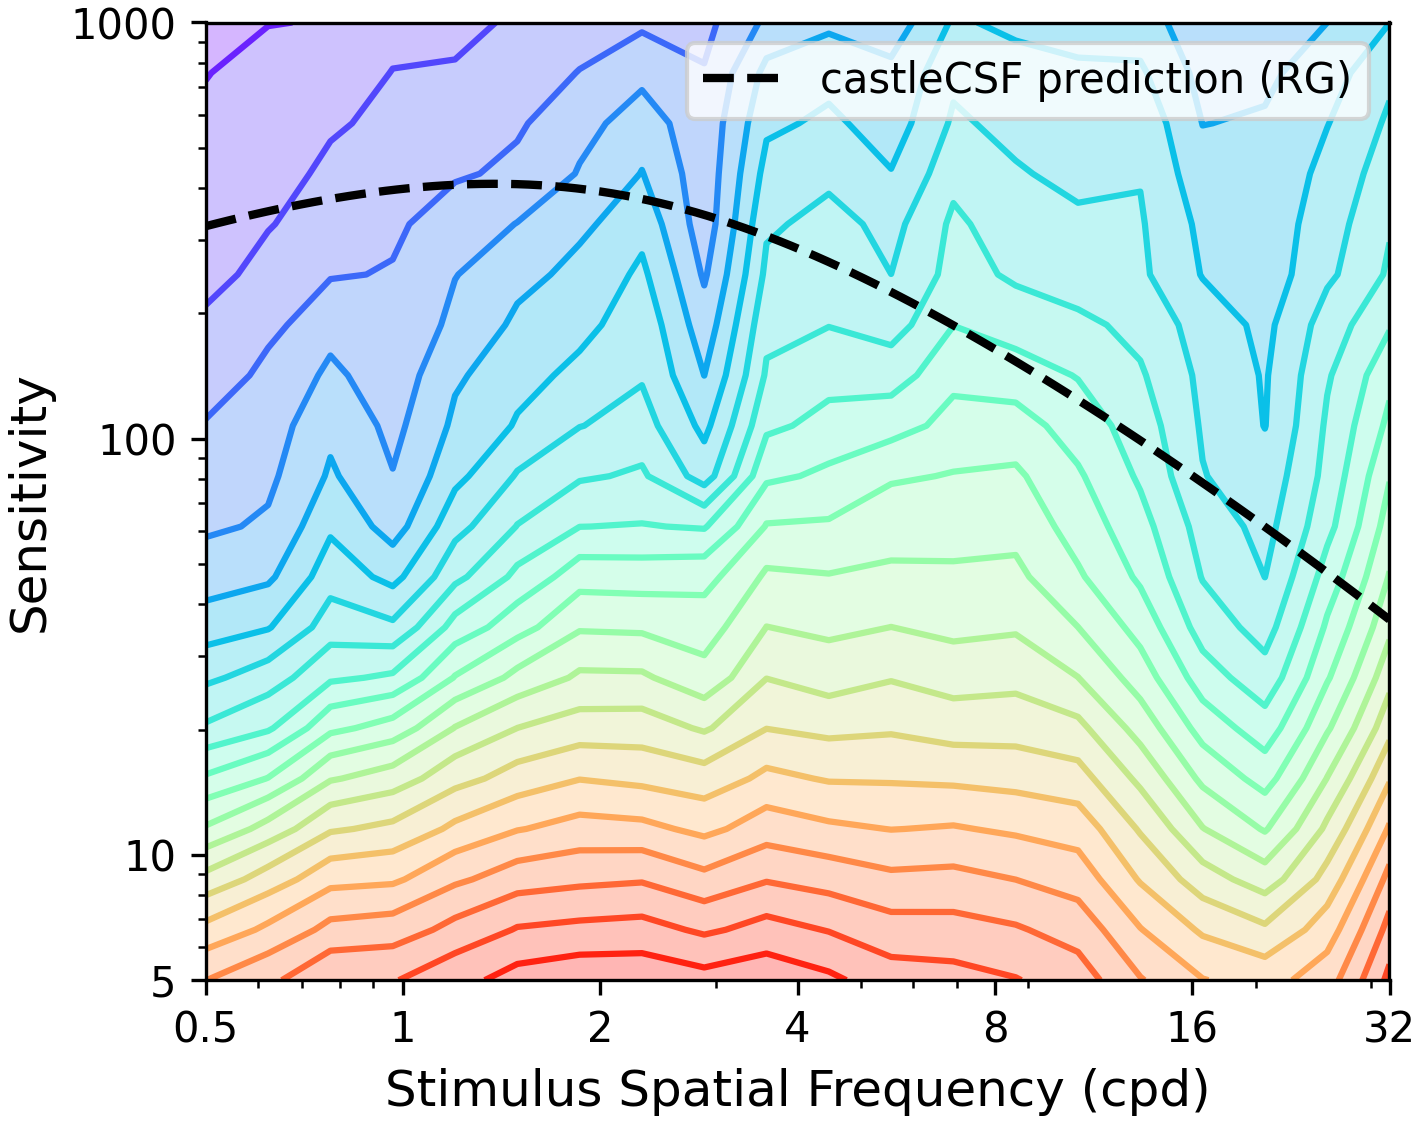 1000
castleCSF prediction (RG)
100
10
5
Sensitivity
0.5 1 2 4 8 16 32
Stimulus Spatial Frequency (cpd)